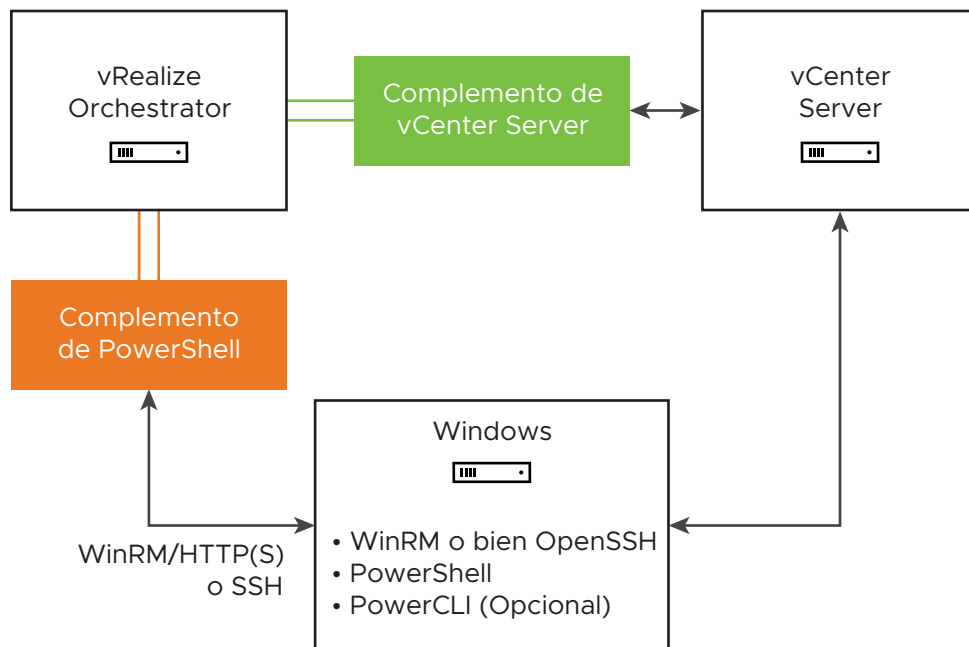 vRealize
Orchestrator
Complemento de
vCenter Server
vCenter
Server
Complemento
de PowerShell
WinRM/HTTP(S)
o SSH
Windows
• WinRM o bien OpenSSH
• PowerShell
• PowerCLI (Opcional)